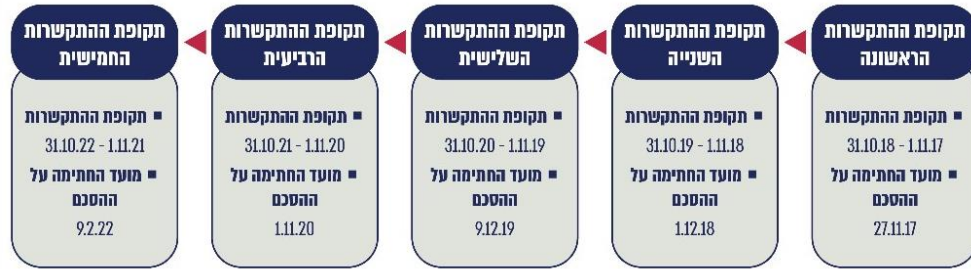 תקופת ההתקשרות
הראשונה
▪ תקופת ההתקשרות
1.11.17 - 31.10.18
▪ מועד החתימה על
ההסכם
27.11.17
תקופת ההתקשרות
השנייה
▪ תקופת ההתקשרות
1.11.18 - 31.10.19
▪ מועד החתימה על
ההסכם
1.12.18
תקופת ההתקשרות
השלישית
▪ תקופת ההתקשרות
1.11.19 - 31.10.20
▪ מועד החתימה על
ההסכם
9.12.19
תקופת ההתקשרות
הרביעית
▪ תקופת ההתקשרות
1.11.20 - 31.10.21
▪ מועד החתימה על
ההסכם
1.11.20
תקופת ההתקשרות
החמישית
▪ תקופת ההתקשרות
1.11.21 - 31.10.22
▪ מועד החתימה על
ההסכם
9.2.22